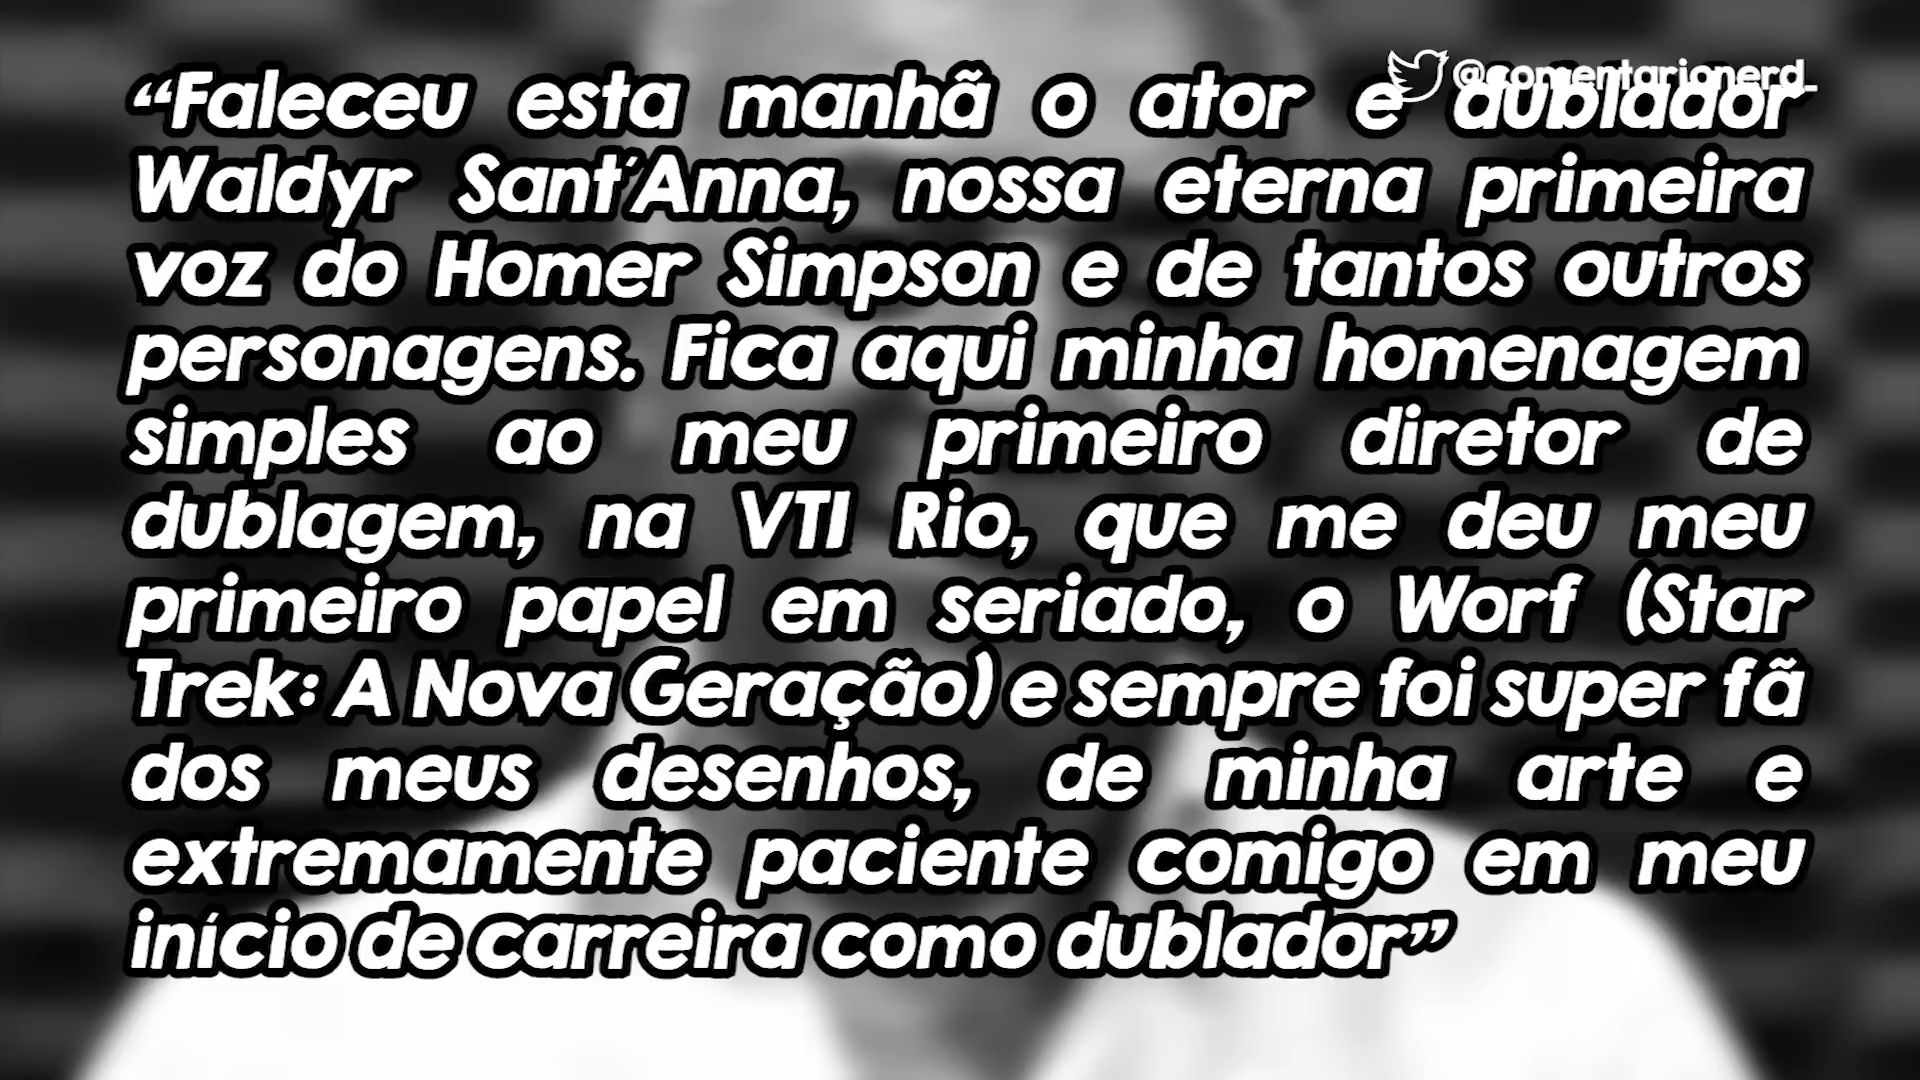 @comentarionerd_
“Faleceu esta manhã o ator e dublador
Waldyr Sant´Anna, nossa eterna primeira
voz do Homer Simpson e de tantos outros
personagens. Fica aqui minha homenagem
simples ao meu primeiro diretor de
dublagem, na VTI Rio, que me deu meu
primeiro papel em seriado, o Worf (Star
Trek: A Nova Geração) e sempre foi super fã
dos meus desenhos, de minha arte e
extremamente paciente comigo em meu
início de carreira como dublador”